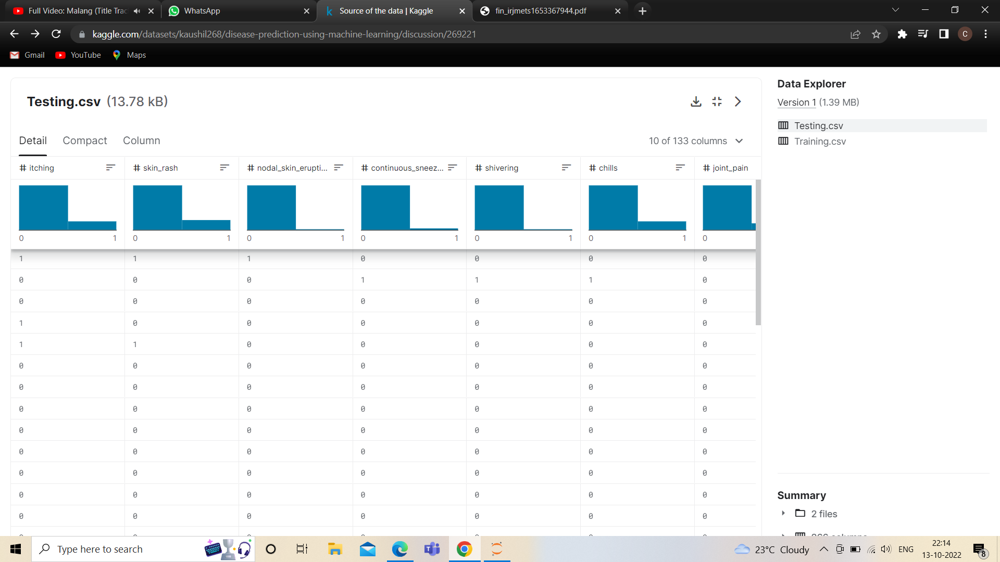 Full Video: Malang (Title Trac
WhatsApp
Source of the data | Kaggle
fin_irjmets1653367944.pdf
kaggle.com/datasets/kaushil268/disease-prediction-using-machine-learning/discussion/269221
C
Gmail
YouTube
Maps
Testing.csv (13.78 kB)
Detail
Compact
Column
10 of 133 columns
# itching
# skin_rash
# nodal_skin_erupti...
# continuous_sneez...
# shivering
# chills
# joint_pain
0 1 0 1 0 1 0 1 0 1 0 1 0
1 1 1 0 0 0 0
0 0 0 1 1 1 0
0 0 0 0 0 0 0
1 0 0 0 0 0 0
1 1 0 0 0 0 0
0 0 0 0 0 0 0
0 0 0 0 0 0 0
0 0 0 0 0 0 0
0 0 0 0 0 0 0
0 0 0 0 0 0 0
0 0 0 0 0 0 0
0 0 0 0 0 0 0
0 0 0 0 0 0 0
Data Explorer
Version 1 (1.39 MB)
Testing.csv
Training.csv
Summary
2 files
Type here to search
23°C Cloudy
ENG
22:14
13-10-2022
8